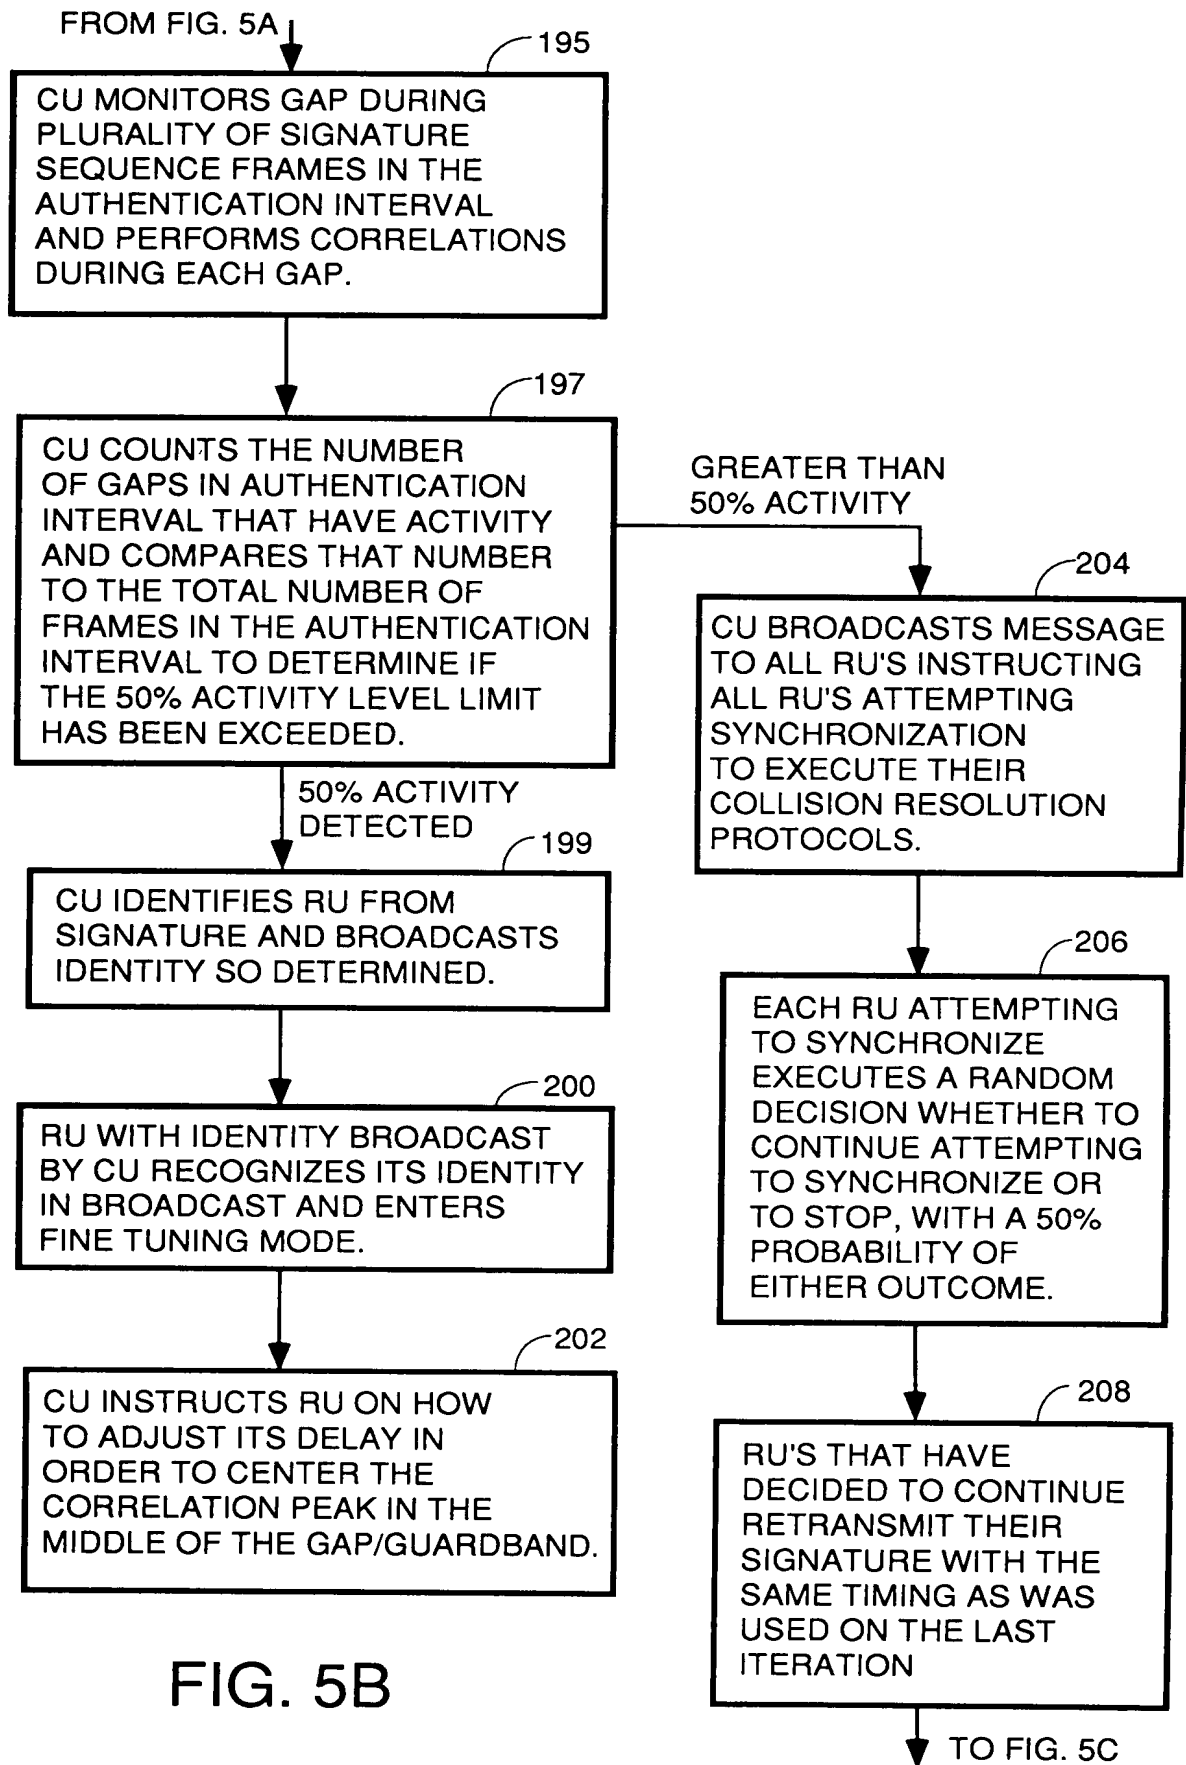 FROM FIG. 5A
195
CU MONITORS GAP DURING
PLURALITY OF SIGNATURE
SEQUENCE FRAMES IN THE
AUTHENTICATION INTERVAL
AND PERFORMS CORRELATIONS
DURING EACH GAP.
197
CU COUNTS THE NUMBER
OF GAPS IN AUTHENTICATION
INTERVAL THAT HAVE ACTIVITY
AND COMPARES THAT NUMBER
TO THE TOTAL NUMBER OF
FRAMES IN THE AUTHENTICATION
INTERVAL TO DETERMINE IF
THE 50% ACTIVITY LEVEL LIMIT
HAS BEEN EXCEEDED.
50% ACTIVITY
DETECTED
199
CU IDENTIFIES RU FROM
SIGNATURE AND BROADCASTS
IDENTITY SO DETERMINED.
200
RU WITH IDENTITY BROADCAST
BY CU RECOGNIZES ITS IDENTITY
IN BROADCAST AND ENTERS
FINE TUNING MODE.
202
CU INSTRUCTS RU ON HOW
TO ADJUST ITS DELAY IN
ORDER TO CENTER THE
CORRELATION PEAK IN THE
MIDDLE OF THE GAP/GUARDBAND.
GREATER THAN
50% ACTIVITY
204
CU BROADCASTS MESSAGE
TO ALL RU'S INSTRUCTING
ALL RU'S ATTEMPTING
SYNCHRONIZATION
TO EXECUTE THEIR
COLLISION RESOLUTION
PROTOCOLS.
206
EACH RU ATTEMPTING
TO SYNCHRONIZE
EXECUTES A RANDOM
DECISION WHETHER TO
CONTINUE ATTEMPTING
TO SYNCHRONIZE OR
TO STOP, WITH A 50%
PROBABILITY OF
EITHER OUTCOME.
208
RU'S THAT HAVE
DECIDED TO CONTINUE
RETRANSMIT THEIR
SIGNATURE WITH THE
SAME TIMING AS WAS
USED ON THE LAST
ITERATION
TO FIG. 5C
FIG. 5B